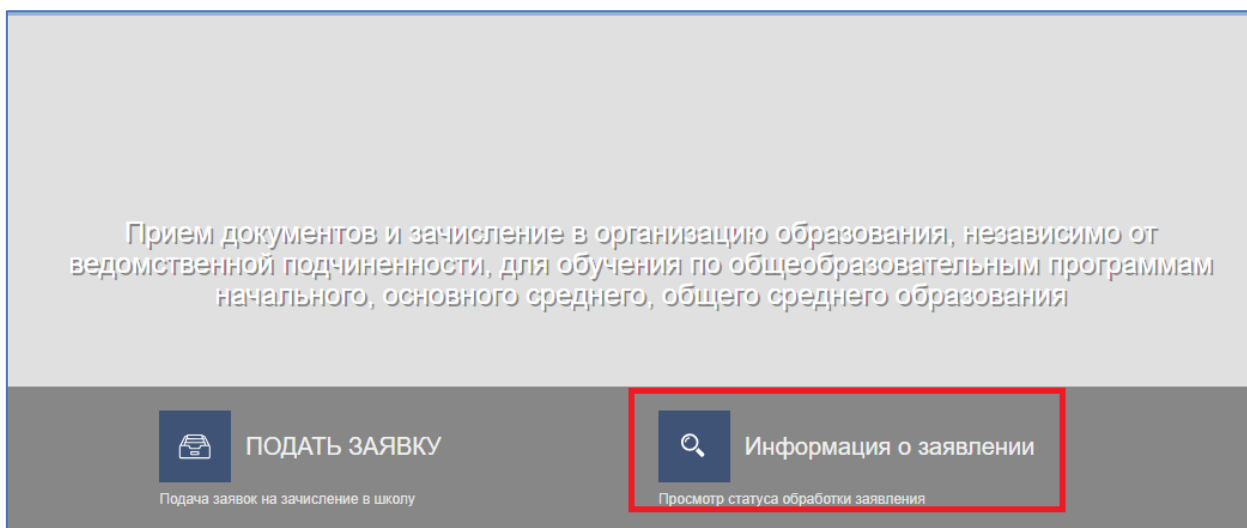 Прием документов и зачисление в организацию образования, независимо от
ведомственной подчиненности, для обучения по общеобразовательным программам
начального, основного среднего, общего среднего образования
ПОДАТЬ ЗАЯВКУ
Подача заявок на зачисление в школу
Информация о заявлении
Просмотр статуса обработки заявления